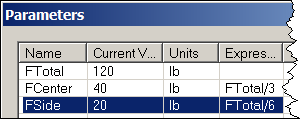 Parameters
Name Current V... Units Expres...
FTotal 120 lb
FCenter 40 lb FTotal/3
FSide 20 lb FTotal/6